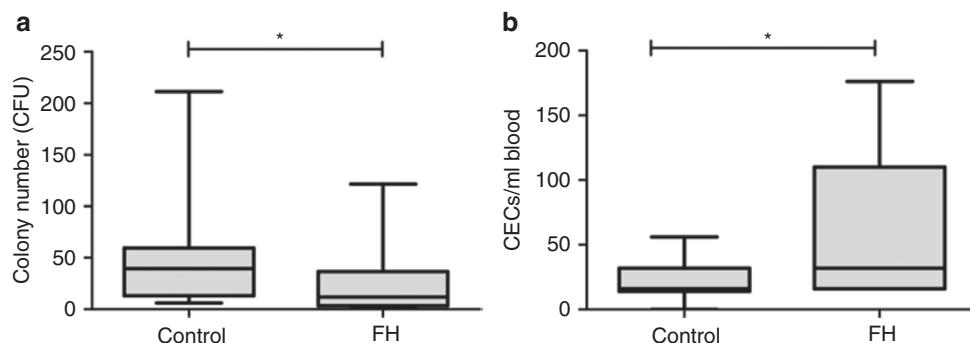 a
*
Colony number (CFU)
250
200
150
100
50
0
Control
FH
b
*
CECs/ml blood
200
150
100
50
0
Control
FH